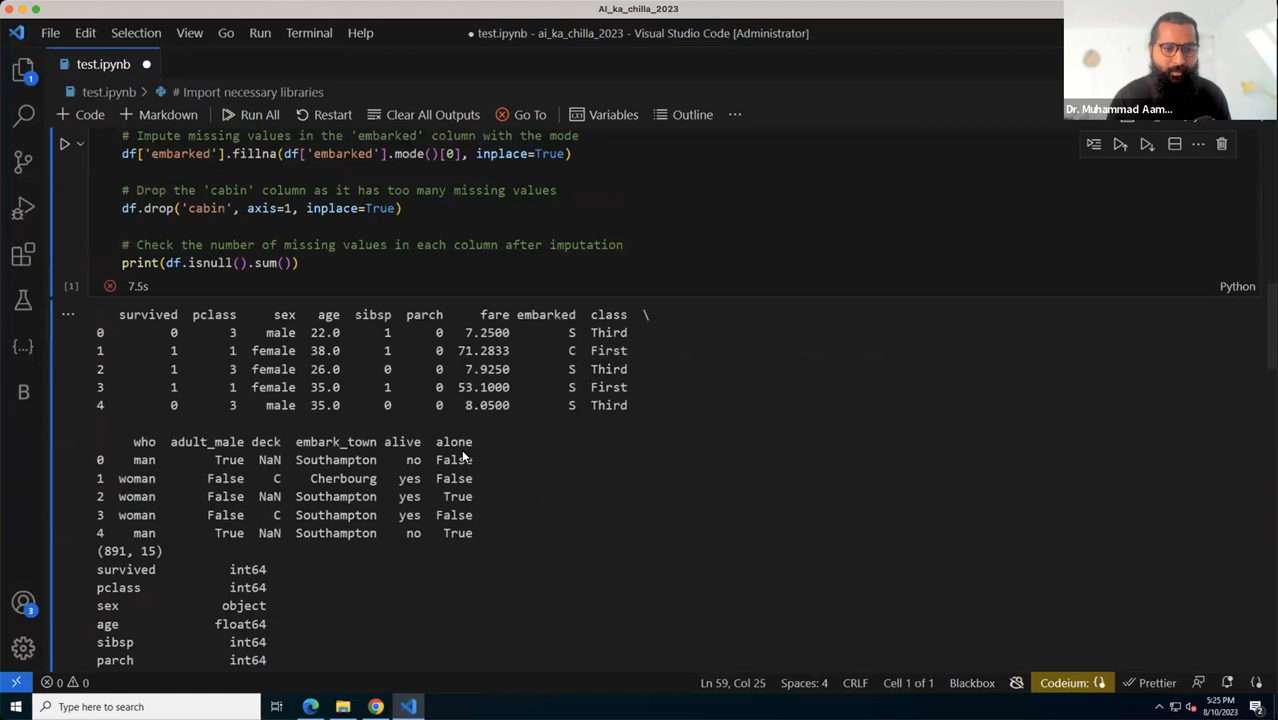 AI_ka_chilla_2023
File Edit Selection View Go Run Terminal Help
● test.ipynb - ai_ka_chilla_2023 - Visual Studio Code [Administrator]
Dr. Muhammad Aam...
test.ipynb
test.ipynb > # Import necessary libraries
+ Code + Markdown Run All Restart Clear All Outputs Go To Variables Outline ...
# Impute missing values in the 'embarked' column with the mode
df['embarked'].fillna(df['embarked'].mode()[0], inplace=True)
# Drop the 'cabin' column as it has too many missing values
df.drop('cabin', axis=1, inplace=True)
# Check the number of missing values in each column after imputation
print(df.isnull().sum())
[1] 7.5s Python
... survived pclass sex age sibsp parch fare embarked class \
0 0 3 male 22.0 1 0 7.2500 S Third
1 1 1 female 38.0 1 0 71.2833 C First
2 1 3 female 26.0 0 0 7.9250 S Third
3 1 1 female 35.0 1 0 53.1000 S First
4 0 3 male 35.0 0 0 8.0500 S Third
who adult_male deck embark_town alive alone
0 man True NaN Southampton no False
1 woman False C Cherbourg yes False
2 woman False NaN Southampton yes True
3 woman False C Southampton yes False
4 man True NaN Southampton no True
(891, 15)
survived int64
pclass int64
sex object
age float64
sibsp int64
parch int64
0 0 Ln 59, Col 25 Spaces: 4 CRLF Cell 1 of 1 Blackbox Codeium: {} Prettier
Type here to search
5:25 PM
8/10/2023
1
3
B
2